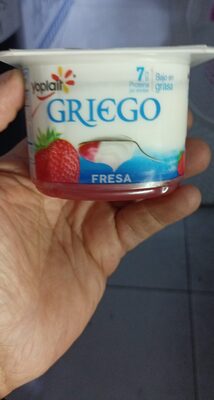 yoplait
GRIEGO
7g
Proteína
Bajo en
grasa
FRESA